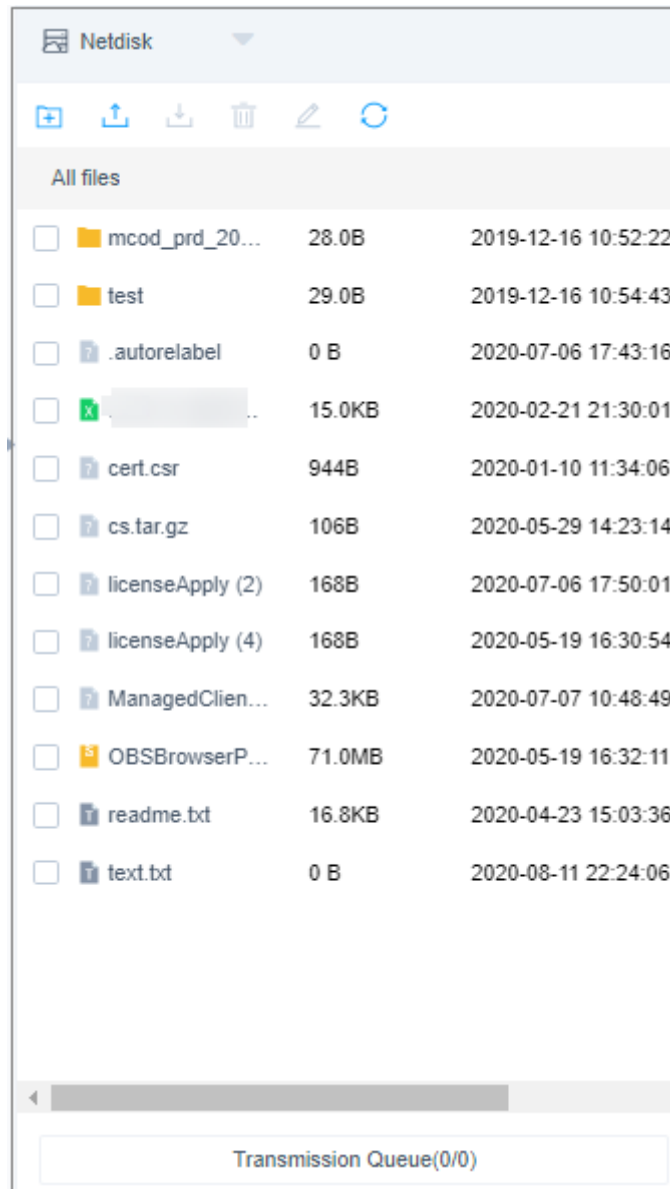 Netdisk
All files
mcod_prd_20... 28.0B 2019-12-16 10:52:22
test 29.0B 2019-12-16 10:54:43
.autorelabel 0 B 2020-07-06 17:43:16
15.0KB 2020-02-21 21:30:01
cert.csr 944B 2020-01-10 11:34:06
cs.tar.gz 106B 2020-05-29 14:23:14
licenseApply (2) 168B 2020-07-06 17:50:01
licenseApply (4) 168B 2020-05-19 16:30:54
ManagedClien... 32.3KB 2020-07-07 10:48:49
OBSBrowserP... 71.0MB 2020-05-19 16:32:11
readme.txt 16.8KB 2020-04-23 15:03:36
text.txt 0 B 2020-08-11 22:24:06
Transmission Queue(0/0)